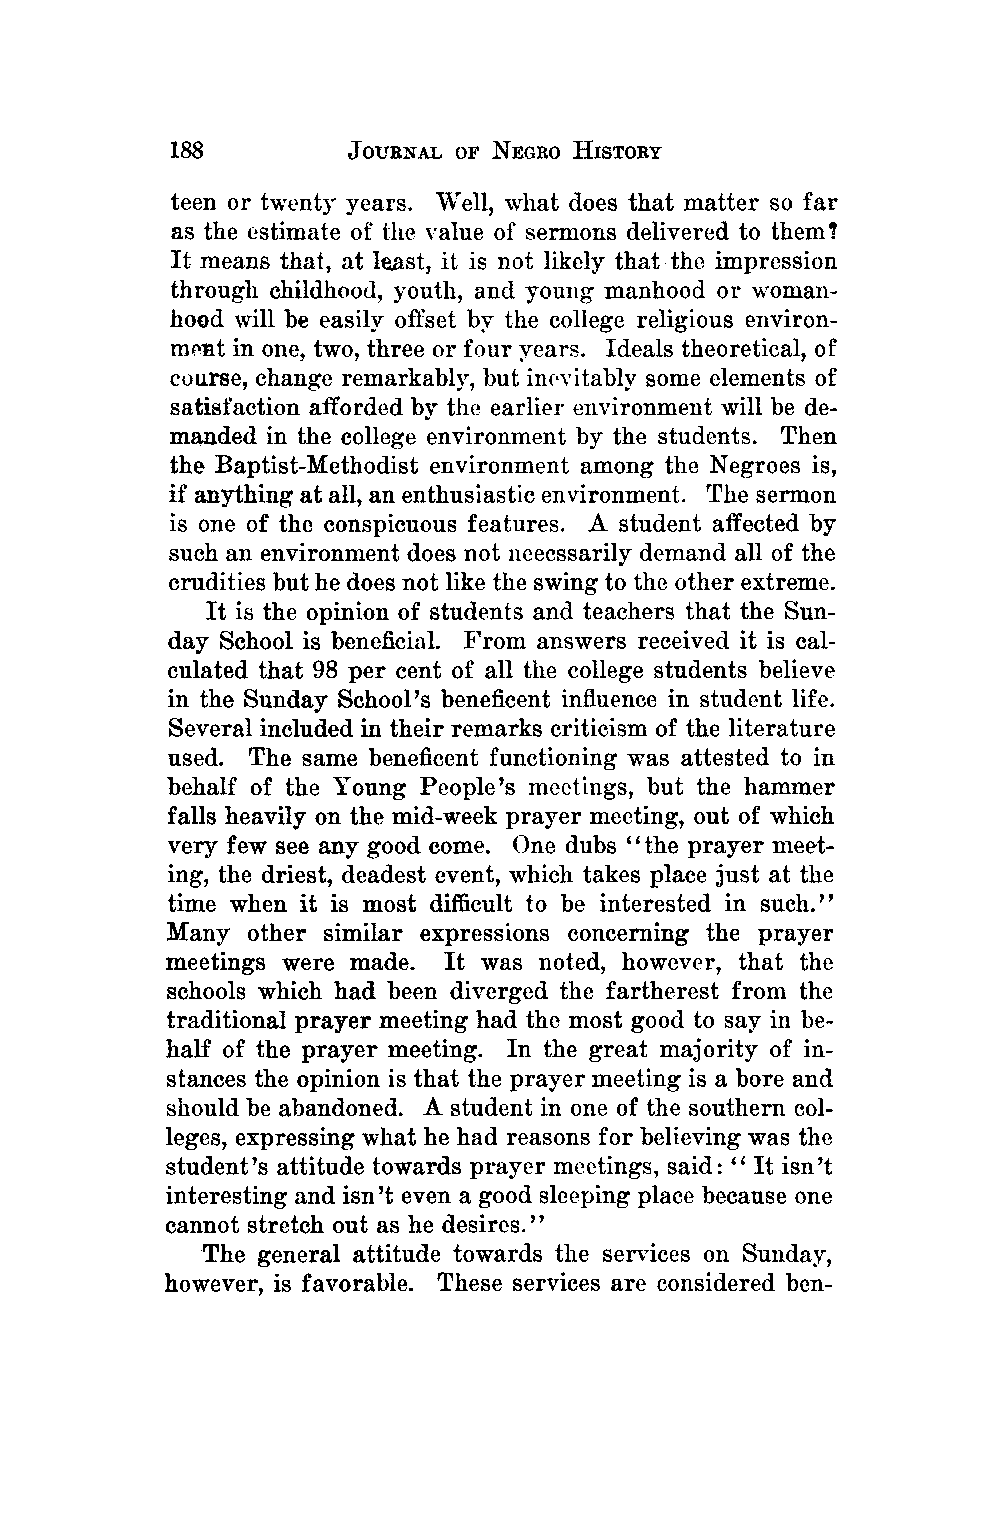 188 JOURNAL OF NEGRO HISTORY
teen or twenty years. Well, what does that matter so far
as the estimate of the value of sermons delivered to them?
It means that, at least, it is not likely that the impression
through childhood, youth, and young manhood or woman-
hood will be easily offset by the college religious environ-
ment in one, two, three or four years. Ideals theoretical, of
course, change remarkably, but inevitably some elements of
satisfaction afforded by the earlier environment will be de-
manded in the college environment by the students. Then
the Baptist-Methodist environment among the Negroes is,
if anything at all, an enthusiastic environment. The sermon
is one of the conspicuous features. A student affected by
such an environment does not necessarily demand all of the
crudities but he does not like the swing to the other extreme.
It is the opinion of students and teachers that the Sun-
day School is beneficial. From answers received it is cal-
culated that 98 per cent of all the college students believe
in the Sunday School's beneficent influence in student life.
Several included in their remarks criticism of the literature
used. The same beneficent functioning was attested to in
behalf of the Young People's meetings, but the hammer
falls heavily on the mid-week prayer meeting, out of which
very few see any good come. One dubs "the prayer meet-
ing, the driest, deadest event, which takes place just at the
time when it is most difficult to be interested in such."
Many other similar expressions concerning the prayer
meetings were made. It was noted, however, that the
schools which had been diverged the fartherest from the
traditional prayer meeting had the most good to say in be-
half of the prayer meeting. In the great majority of in-
stances the opinion is that the prayer meeting is a bore and
should be abandoned. A student in one of the southern col-
leges, expressing what he had reasons for believing was the
student's attitude towards prayer meetings, said: " It isn't
interesting and isn't even a good sleeping place because one
cannot stretch out as he desires."
The general attitude towards the services on Sunday,
however, is favorable. These services are considered ben-